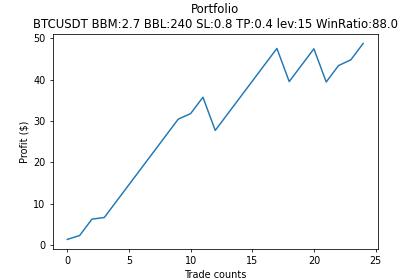 Portfolio
BTCUSDT BBM:2.7 BBL:240 SL:0.8 TP:0.4 lev:15 WinRatio:88.0
50
40
30
20
10
0
Profit ($)
0 5 10 15 20 25
Trade counts